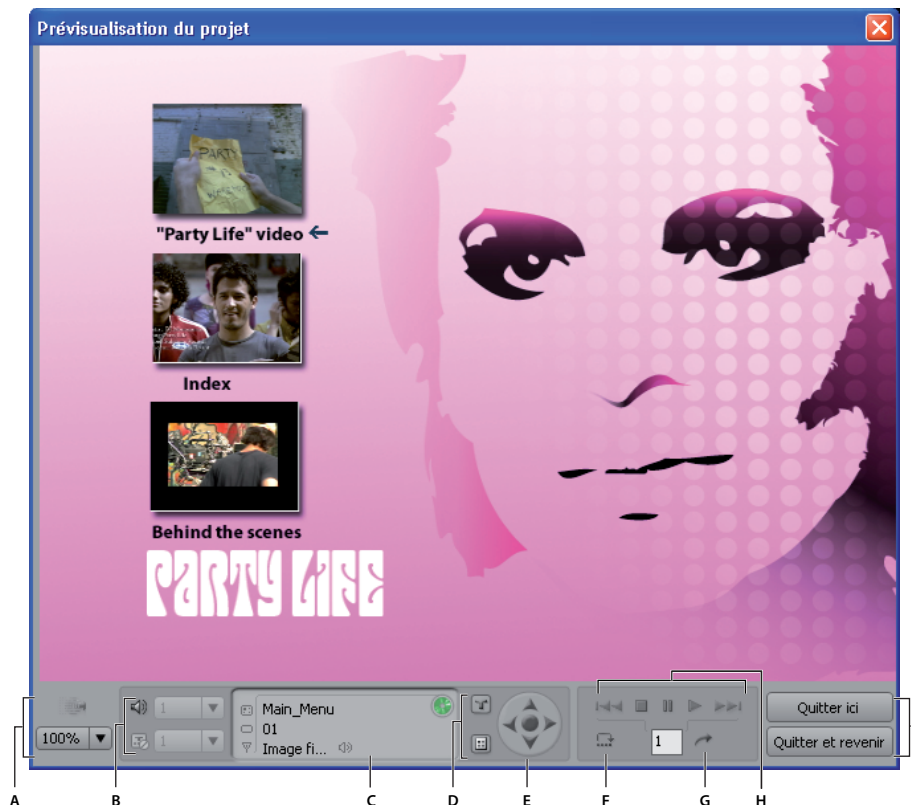 Prévisualisation du projet
PARTY
"Party Life" video ←
Index
Behind the scenes
PARTY LIFE
100%
1
1
Main_Menu
01
Image fi...
1
Quitter ici
Quitter et revenir
A B C D E F G H